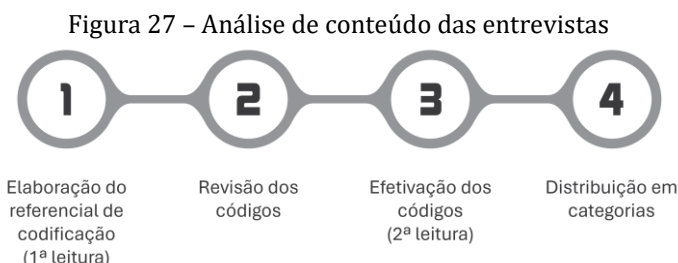 Figura 27 – Análise de conteúdo das entrevistas
1
2
3
4
Elaboração do
referencial de
codificação
(1ª leitura)
Revisão dos
códigos
Efetivação dos
códigos
(2ª leitura)
Distribuição em
categorias